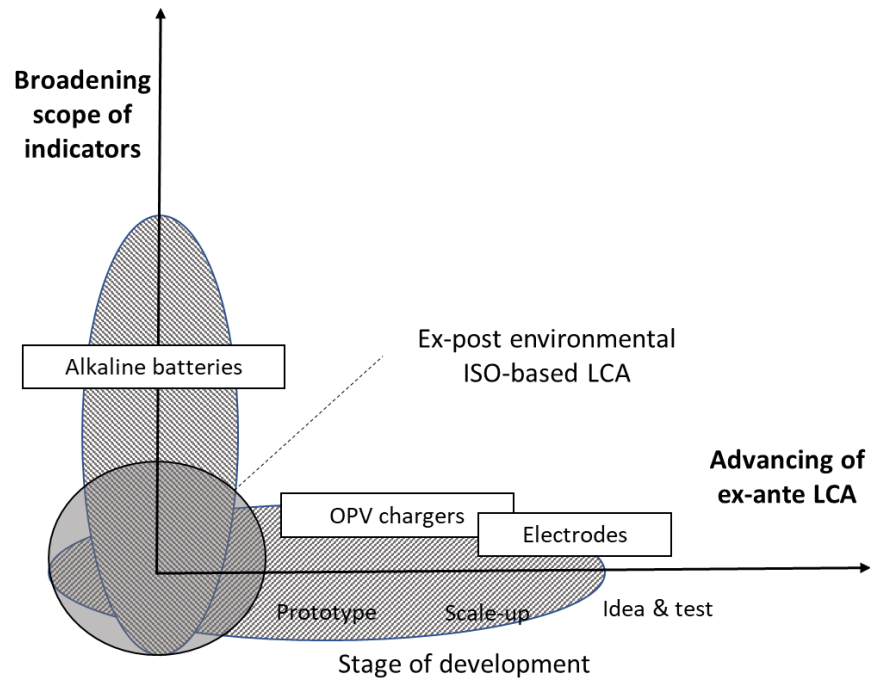 Broadening
scope of
indicators
Alkaline batteries
Ex-post environmental
ISO-based LCA
Advancing of
ex-ante LCA
OPV chargers
Electrodes
Prototype
Scale-up
Idea & test
Stage of development